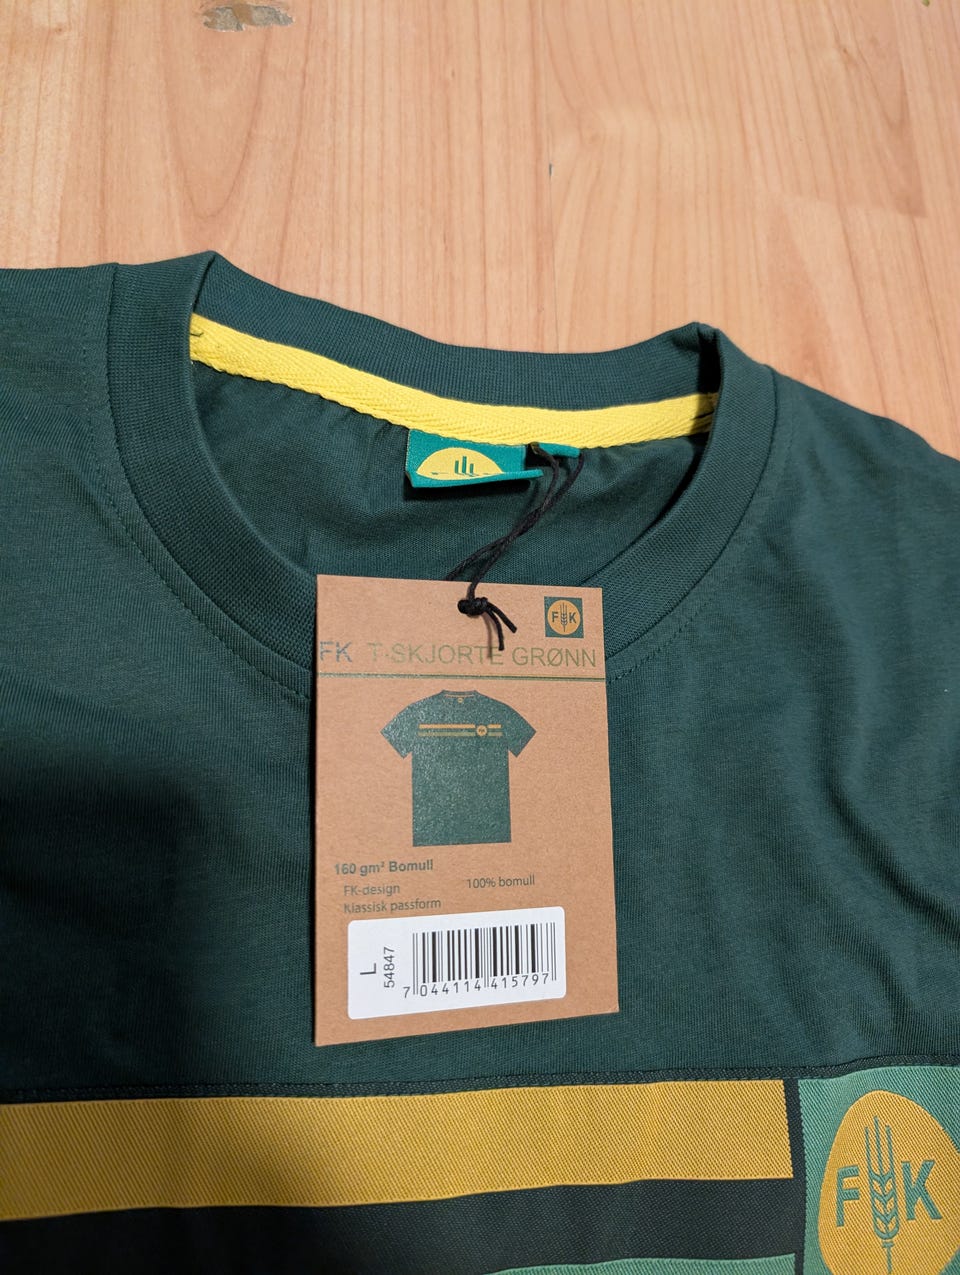 FK
FK T-SKJORTE GRØNN
160 gm² Bomull
FK-design
100% bomull
Klassisk passform
L
54847
7 044114 415797
FK